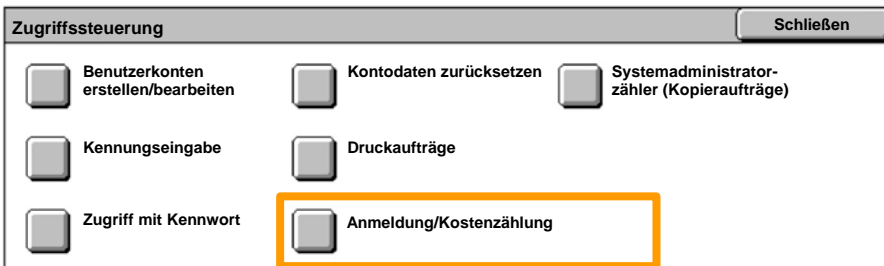 Zugriffssteuerung
Schließen
Benutzerkonten
erstellen/bearbeiten
Kontodaten zurücksetzen
Systemadministrator-
zähler (Kopieraufträge)
Kennungseingabe
Druckaufträge
Zugriff mit Kennwort
Anmeldung/Kostenzählung